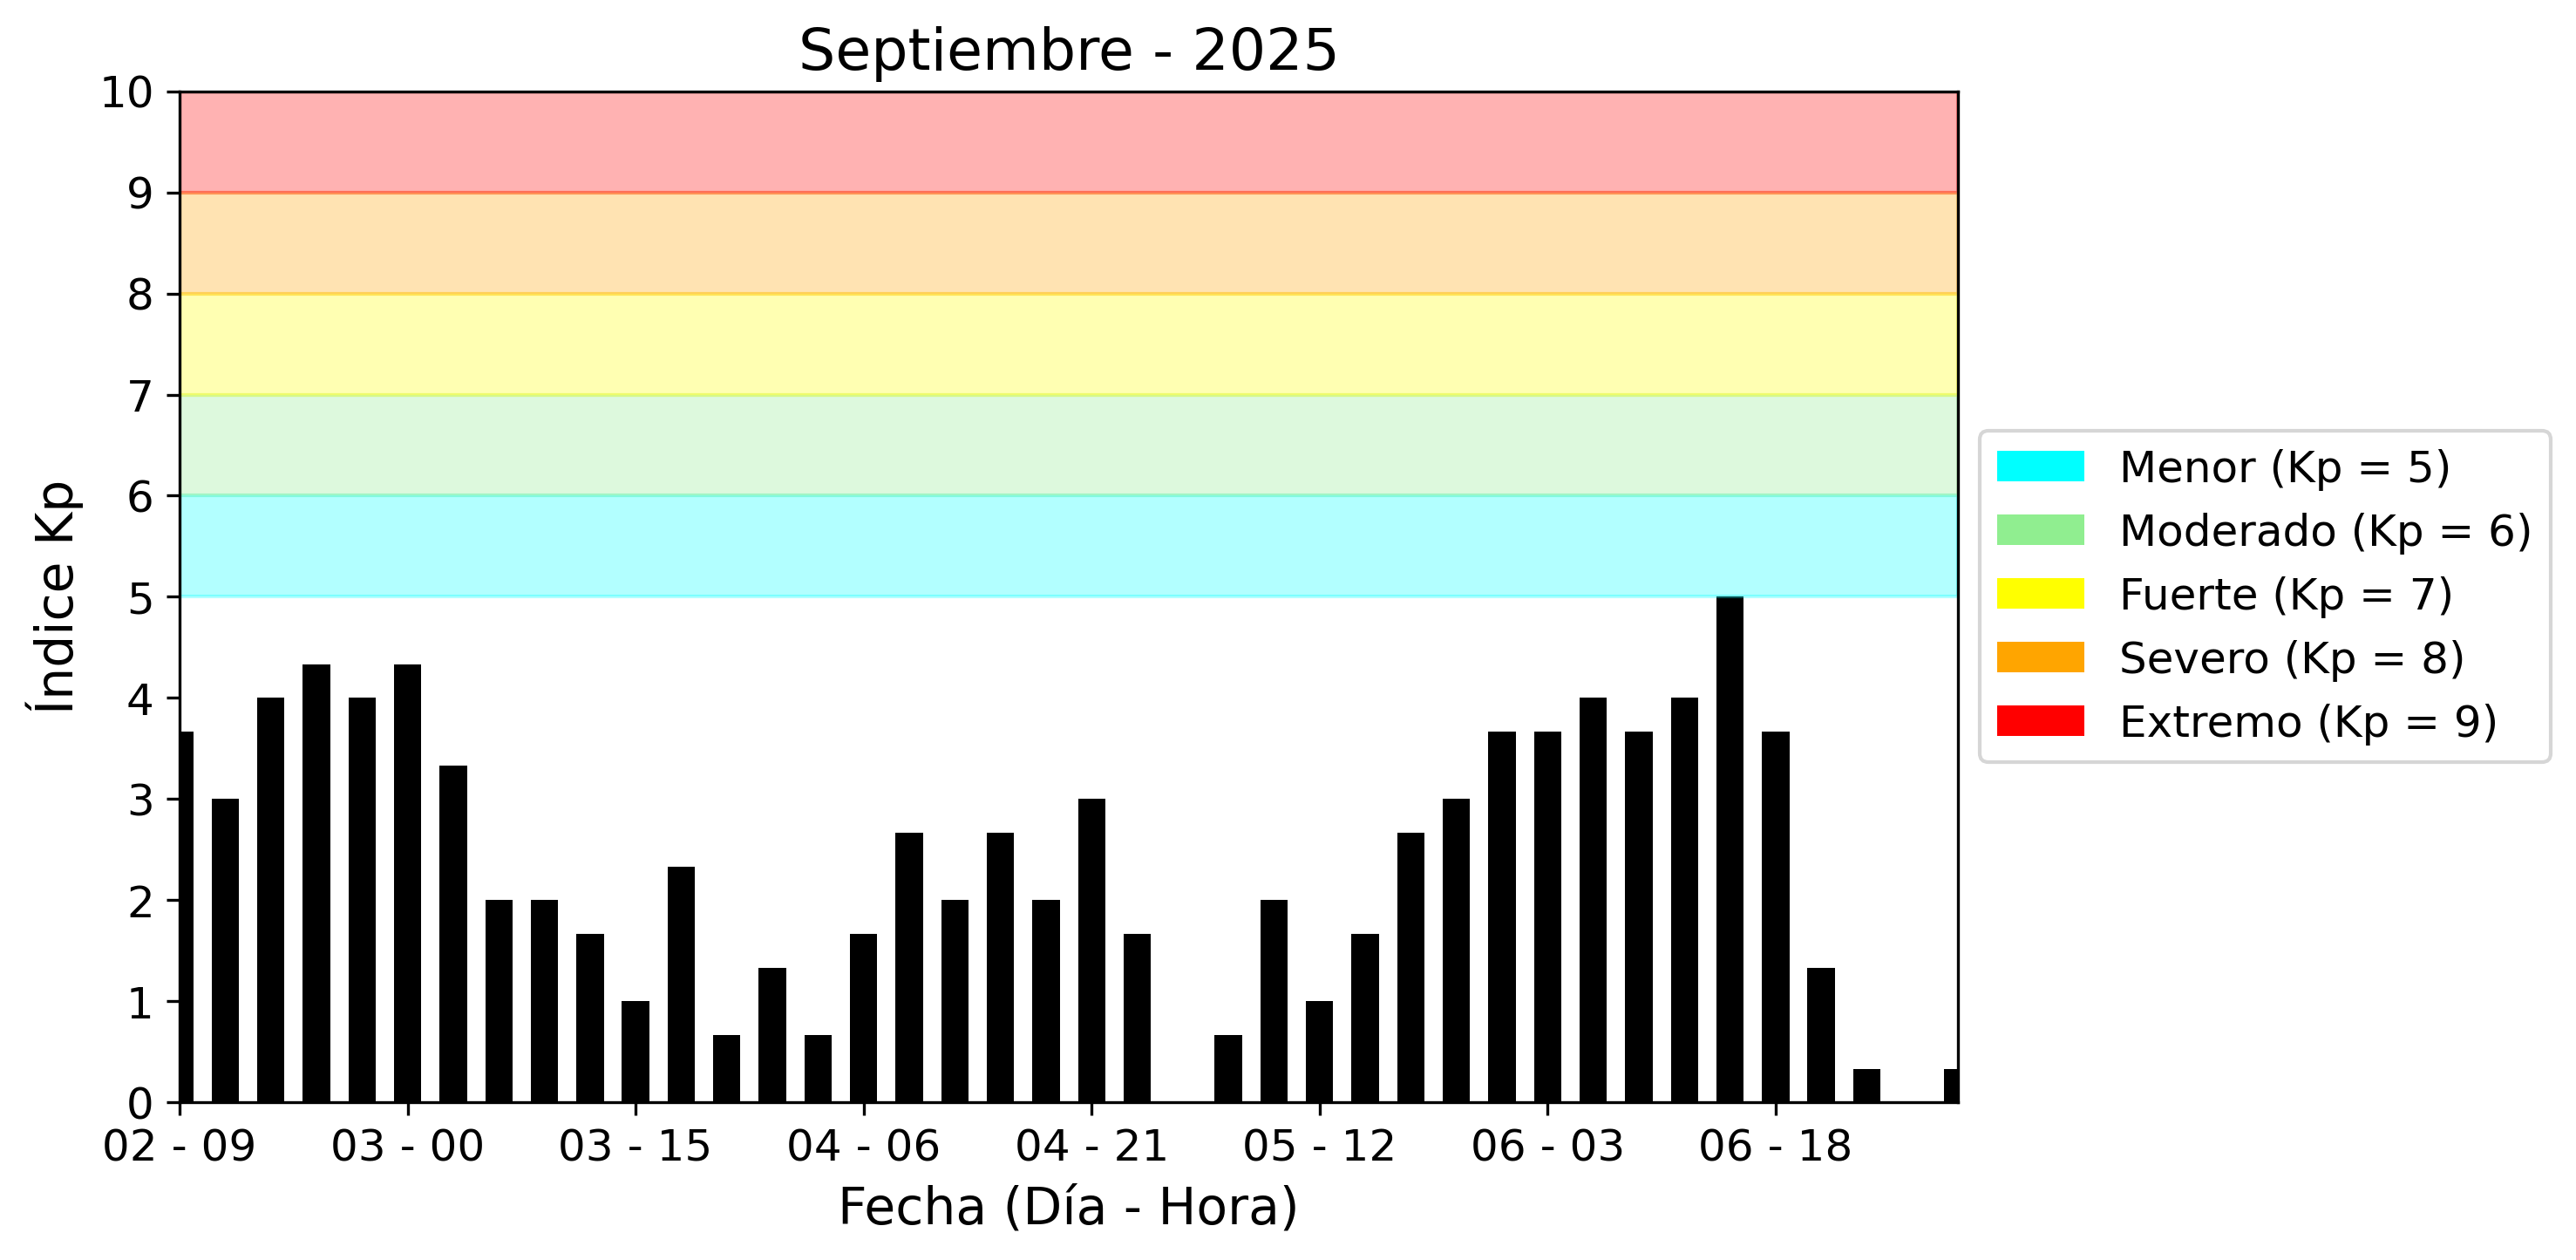 Septiembre - 2025
Índice Kp
10
9
8
7
6
5
4
3
2
1
0
02 - 09
03 - 00
03 - 15
04 - 06
04 - 21
05 - 12
06 - 03
06 - 18
Fecha (Día - Hora)
Menor (Kp = 5)
Moderado (Kp = 6)
Fuerte (Kp = 7)
Severo (Kp = 8)
Extremo (Kp = 9)